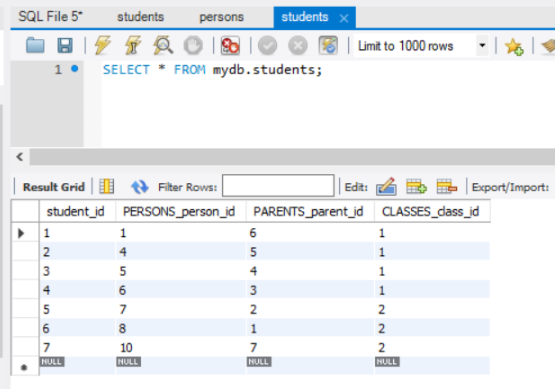 SQL File 5* students persons students
Limit to 1000 rows
1 SELECT * FROM mydb.students;
Result Grid Filter Rows: Edit: Export/Import:
student_id PERSONS_person_id PARENTS_parent_id CLASSES_class_id
1 1 6 1
2 4 5 1
3 5 4 1
4 6 3 1
5 7 2 2
6 8 1 2
7 10 7 2
NULL NULL NULL NULL